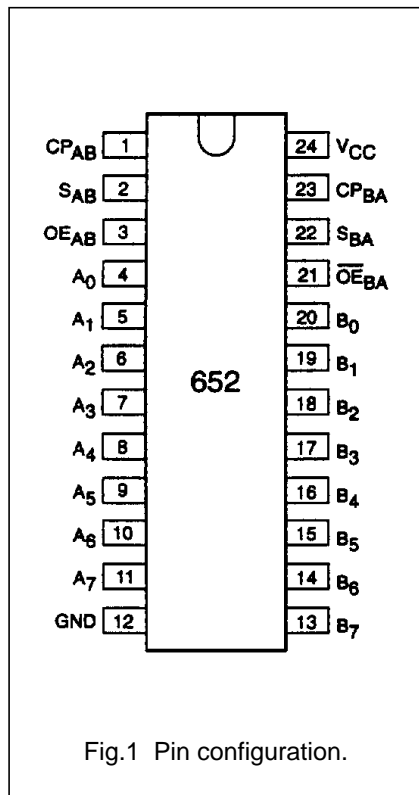 CPAB 1 24 VCC
SAB 2 23 CPBA
OEAB 3 22 SBA
A0 4 21 O̅E̅BA
A1 5 20 B0
A2 6 19 B1
A3 7 18 B2
652
A4 8 17 B3
A5 9 16 B4
A6 10 15 B5
A7 11 14 B6
GND 12 13 B7
Fig.1 Pin configuration.